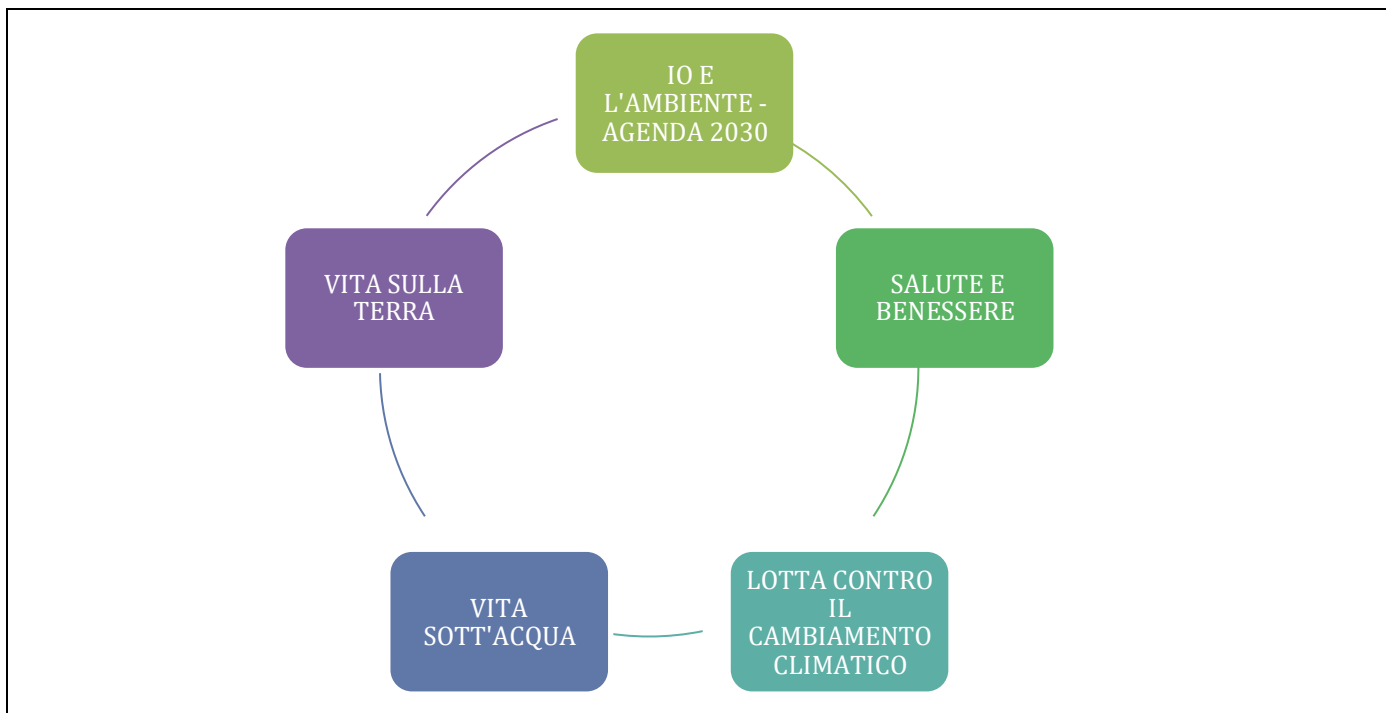 IO E
L'AMBIENTE -
AGENDA 2030
SALUTE E
BENESSERE
LOTTA CONTRO
IL
CAMBIAMENTO
CLIMATICO
VITA
SOTT'ACQUA
VITA SULLA
TERRA